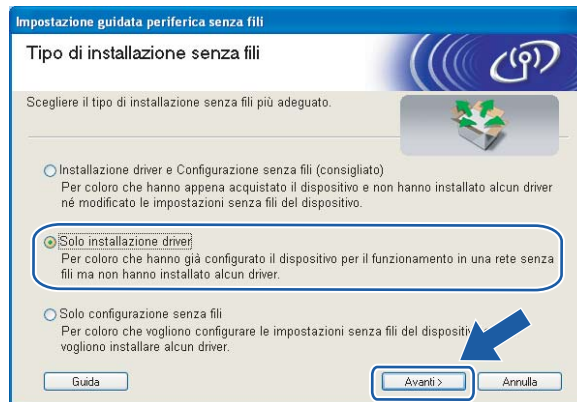 Impostazione guidata periferica senza fili
Tipo di installazione senza fili
Scegliere il tipo di installazione senza fili più adeguato.
Installazione driver e Configurazione senza fili (consigliato)
Per coloro che hanno appena acquistato il dispositivo e non hanno installato alcun driver
né modificato le impostazioni senza fili del dispositivo.
Solo installazione driver
Per coloro che hanno già configurato il dispositivo per il funzionamento in una rete senza
fili ma non hanno installato alcun driver.
Solo configurazione senza fili
Per coloro che vogliono configurare le impostazioni senza fili del
vogliono installare alcun driver.
Guida
Avanti >
Annulla